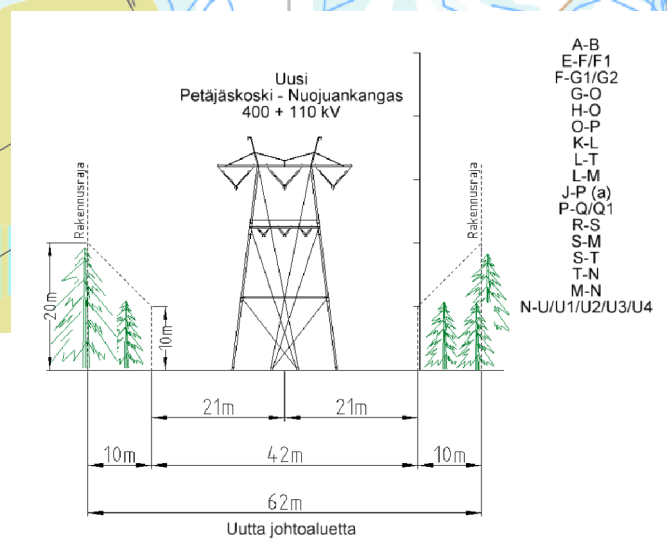 Uusi
Petäjäskoski - Nuojuankangas
400 + 110 kV
Rakennusraja
Rakennusraja
20m
10m
21m
21m
10m
42m
10m
62m
Uutta johtoaluetta
A-B
E-F/F1
F-G1/G2
G-O
H-O
O-P
K-L
L-T
L-M
J-P (a)
P-Q/Q1
R-S
S-M
S-T
T-N
M-N
N-U/U1/U2/U3/U4